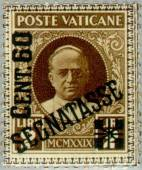 POSTE VATICANE
CENT. 60
SEGNATASSE
MCMXXIX